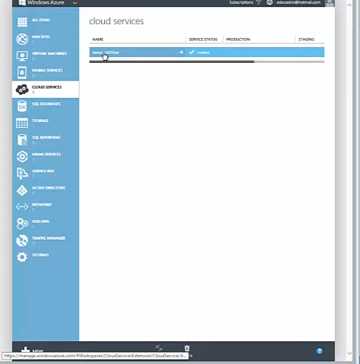 Windows Azure
Subscriptions
cloud services
NAME
SERVICE STATUS
PRODUCTION
STAGING
Created
ALL ITEMS
WEB SITES
VIRTUAL MACHINES
MOBILE SERVICES
CLOUD SERVICES
SQL DATABASES
STORAGE
SQL REPORTING
MEDIA SERVICES
SERVICE BUS
ACTIVE DIRECTORY
NETWORKS
ADD-ONS
TRAFFIC MANAGER
SETTINGS
NEW